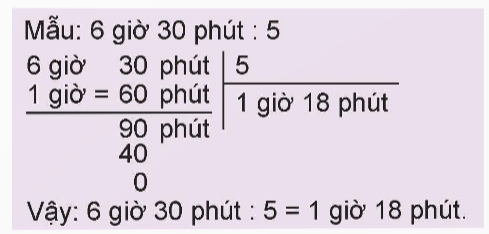 Mẫu: 6 giờ 30 phút : 5
6 giờ 30 phút 5
1 giờ = 60 phút 1 giờ 18 phút
90 phút
40
0
Vậy: 6 giờ 30 phút : 5 = 1 giờ 18 phút.